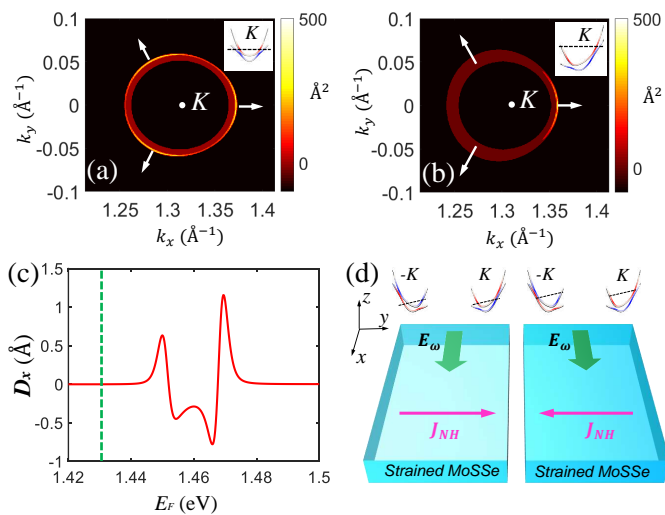 0.1
0.05
0
-0.05
-0.1
k_y (Å⁻¹)
(a)
K
K
1.25
1.3
1.35
1.4
k_x (Å⁻¹)
500
Å²
0
0.1
0.05
0
-0.05
-0.1
k_y (Å⁻¹)
(b)
K
K
1.25
1.3
1.35
1.4
k_x (Å⁻¹)
500
Å²
0
(c)
1.5
1
0.5
0
-0.5
-1
D_x (Å)
1.42
1.44
1.46
1.48
1.5
E_F (eV)
(d)
-K
K
-K
K
z
y
x
E_ω
E_ω
J_NH
J_NH
Strained MoSSe
Strained MoSSe